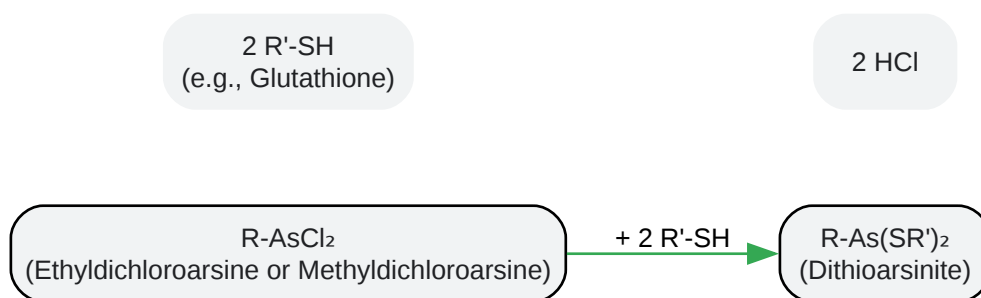 2 R'-SH
(e.g., Glutathione)
2 HCl
R-AsCl₂
(Ethyldichloroarsine or Methyldichloroarsine)
+ 2 R'-SH
R-As(SR')₂
(Dithioarsinite)